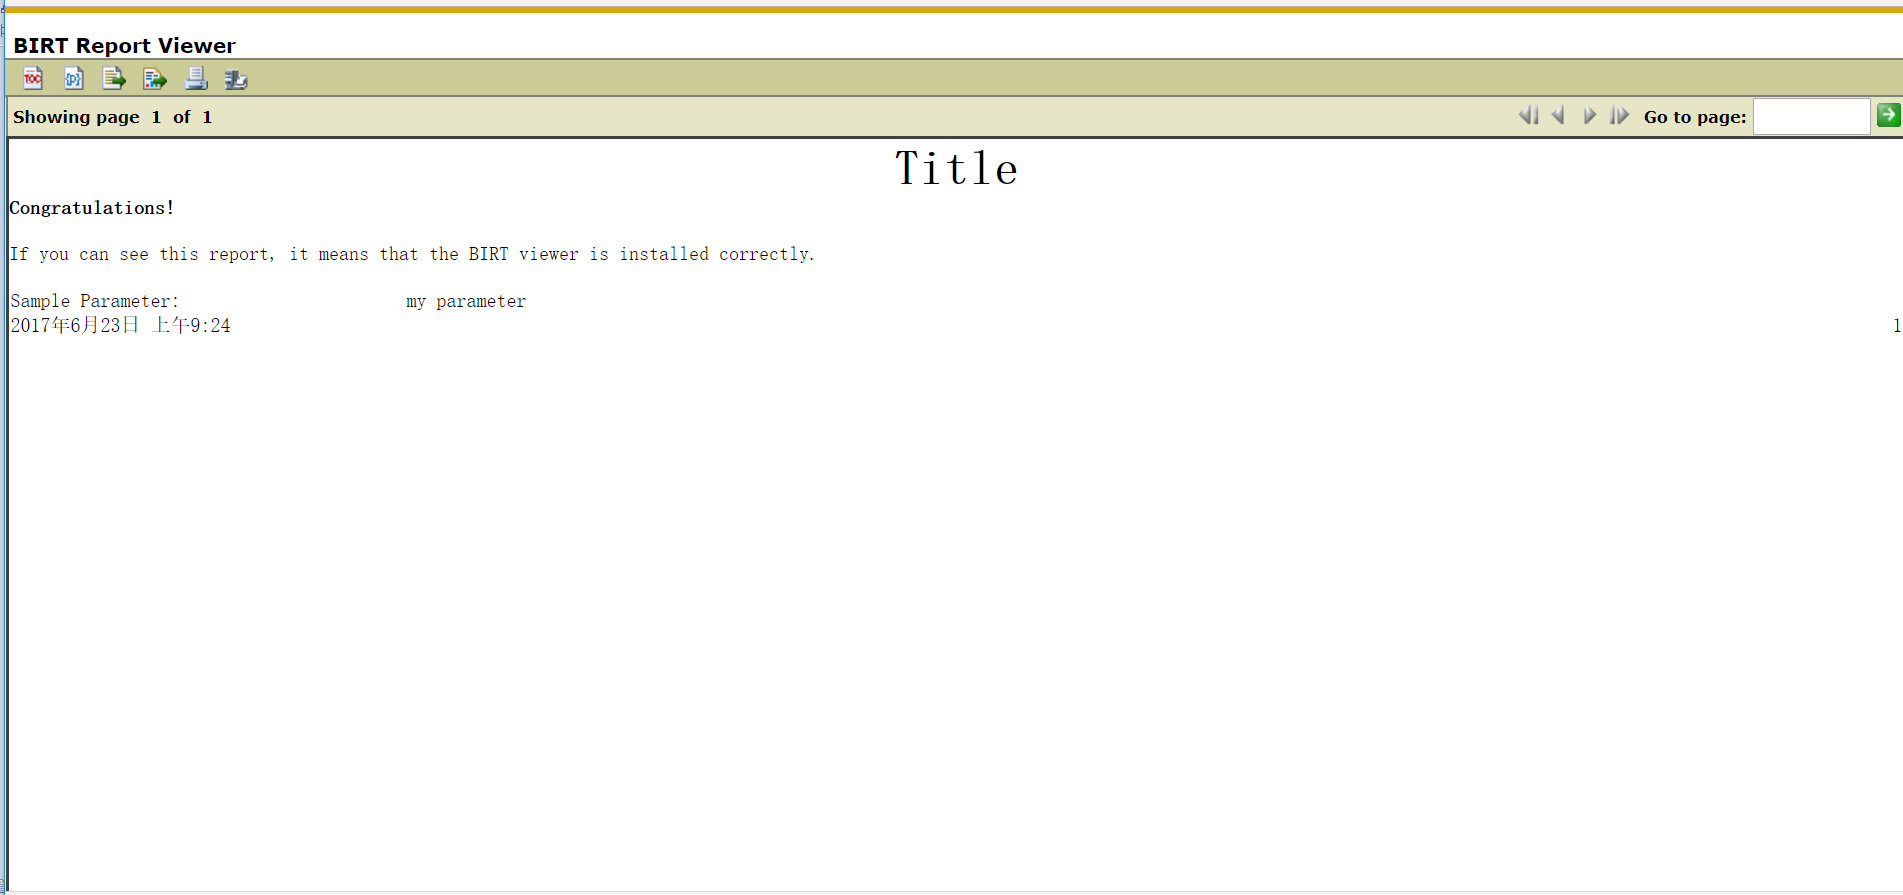 BIRT Report Viewer
TOC {p}
Showing page 1 of 1 Go to page:
Title
Congratulations!
If you can see this report, it means that the BIRT viewer is installed correctly.
Sample Parameter: my parameter
2017年6月23日 上午9:24 1